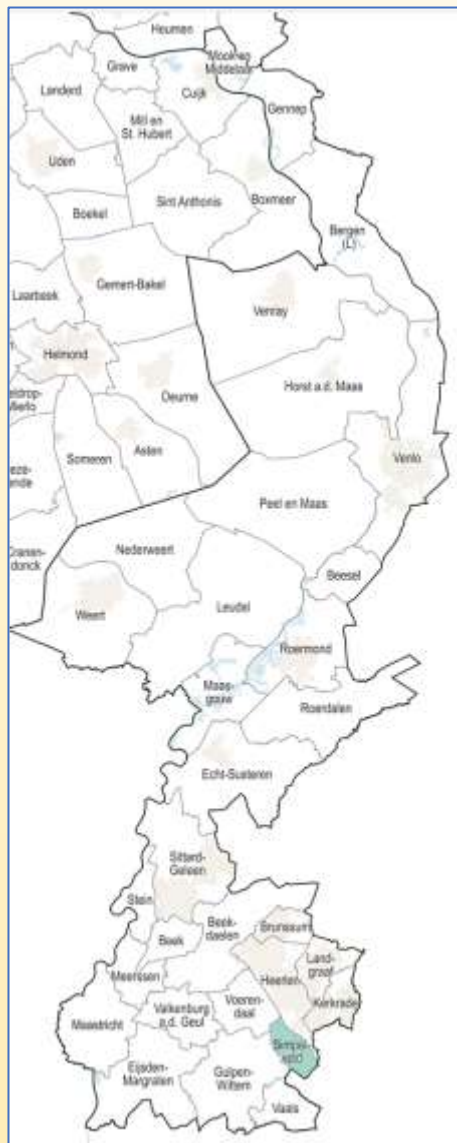 Heumen
Mook en
Middelaar
Grave
Cuijk
Landerd
Gennep
Mill en
St. Hubert
Uden
Sint Anthonis
Boxmeer
Boekel
Bergen
(L)
Gemert-Bakel
Laarbeek
Venray
Helmond
Horst a.d. Maas
Deurne
Asten
Someren
Venlo
Peel en Maas
Nederweert
Beesel
Weert
Leudal
Roermond
Maas-
gouw
Roerdalen
Echt-Susteren
Sittard-
Geleen
Stein
Beek-
daelen
Brunssum
Beek
Land-
graaf
Heerlen
Meerssen
Kerkrade
Valkenburg
a.d. Geul
Voeren-
daal
Maastricht
Simpel-
veld
Eijsden-
Margraten
Gulpen-
Wittem
Vaals